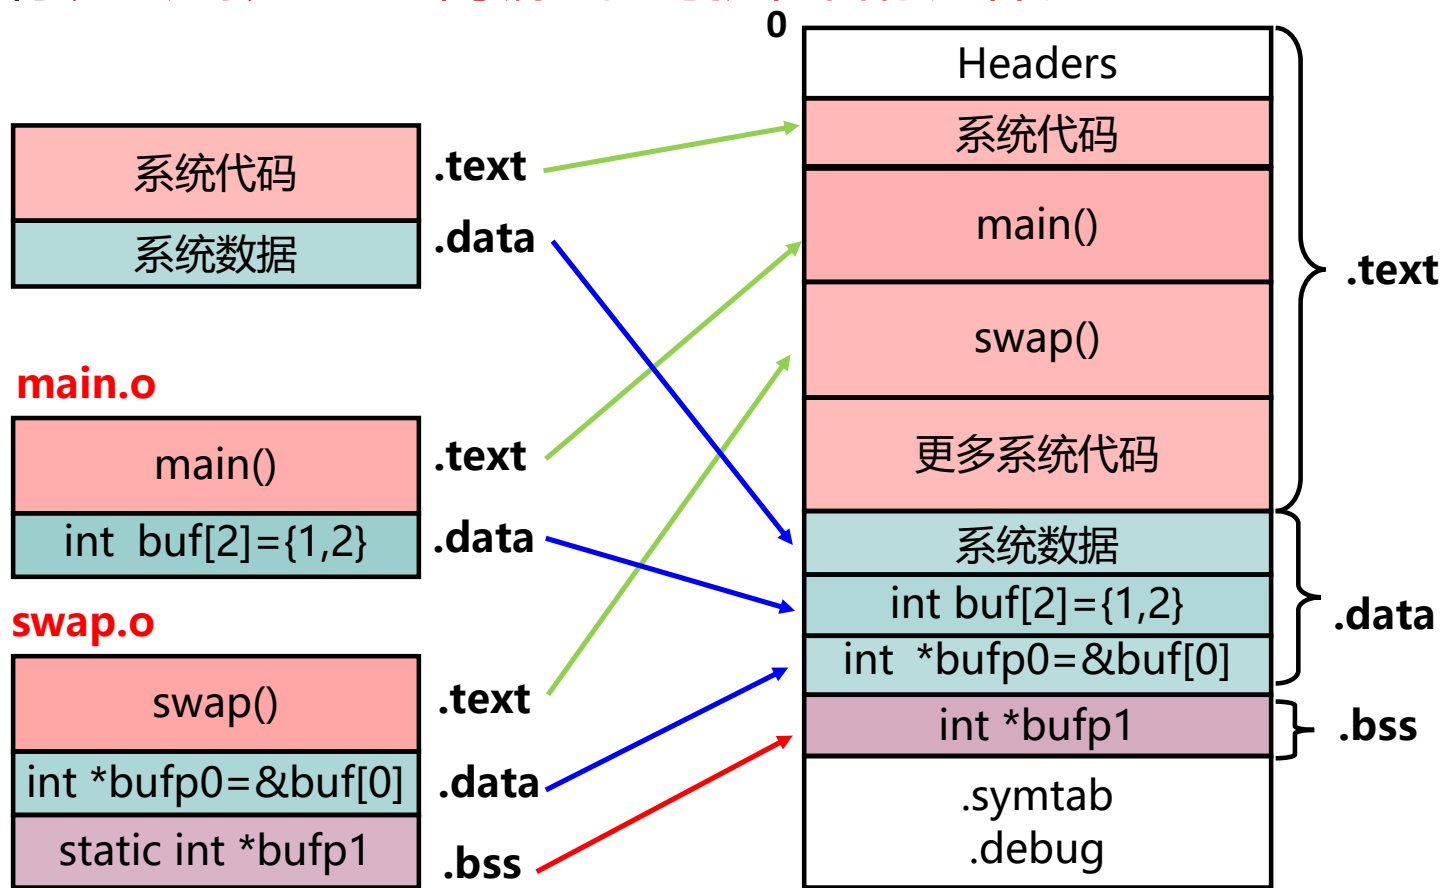 0
系统代码
.text
系统数据
.data
main.o
main()
.text
int buf[2]={1,2}
.data
swap.o
swap()
.text
int *bufp0=&buf[0]
.data
static int *bufp1
.bss
Headers
系统代码
main()
swap()
更多系统代码
.text
系统数据
int buf[2]={1,2}
int *bufp0=&buf[0]
.data
int *bufp1
.bss
.symtab
.debug